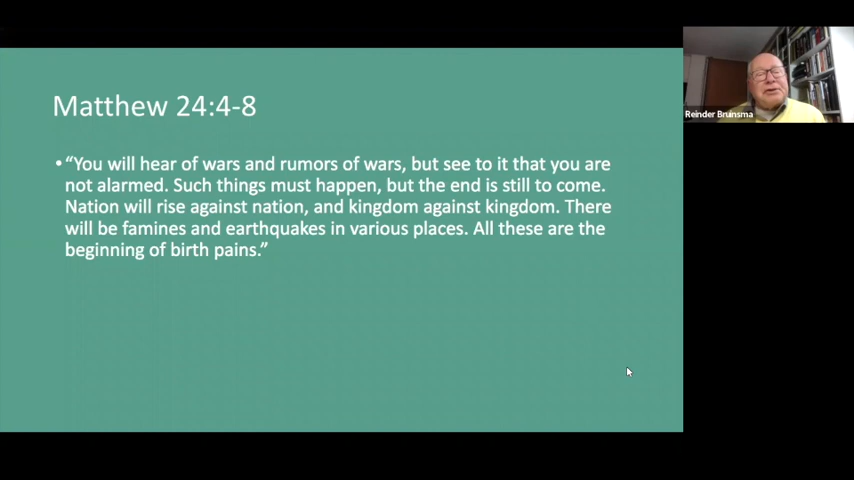 Matthew 24:4-8
•“You will hear of wars and rumors of wars, but see to it that you are
not alarmed. Such things must happen, but the end is still to come.
Nation will rise against nation, and kingdom against kingdom. There
will be famines and earthquakes in various places. All these are the
beginning of birth pains.”
Reinder Bruinsma